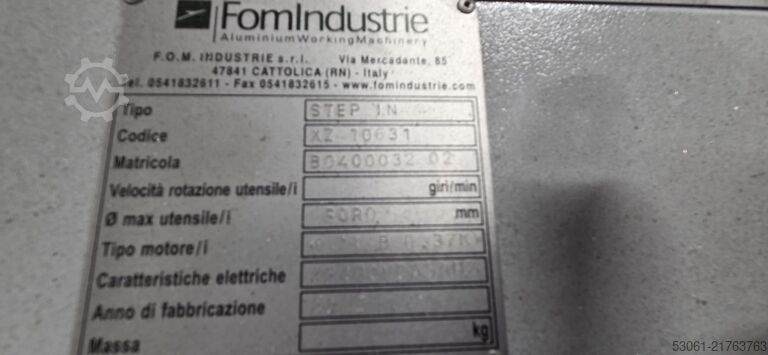 FomIndustrie
AluminiumWorkingMachinery
F.O.M. INDUSTRIE s.r.l. Via Mercadante, 85
47841 CATTOLICA (RN) - Italy
Tel. 0541832611 - Fax 0541832615 - www.fomindustrie.com
Tipo STEP IN
Codice XZ 10631
Matricola B0400032 02
Velocità rotazione utensile/i giri/min
Ø max utensile/i FORO mm
Tipo motore/i
Caratteristiche elettriche
Anno di fabbricazione
Massa kg
53061-21763763